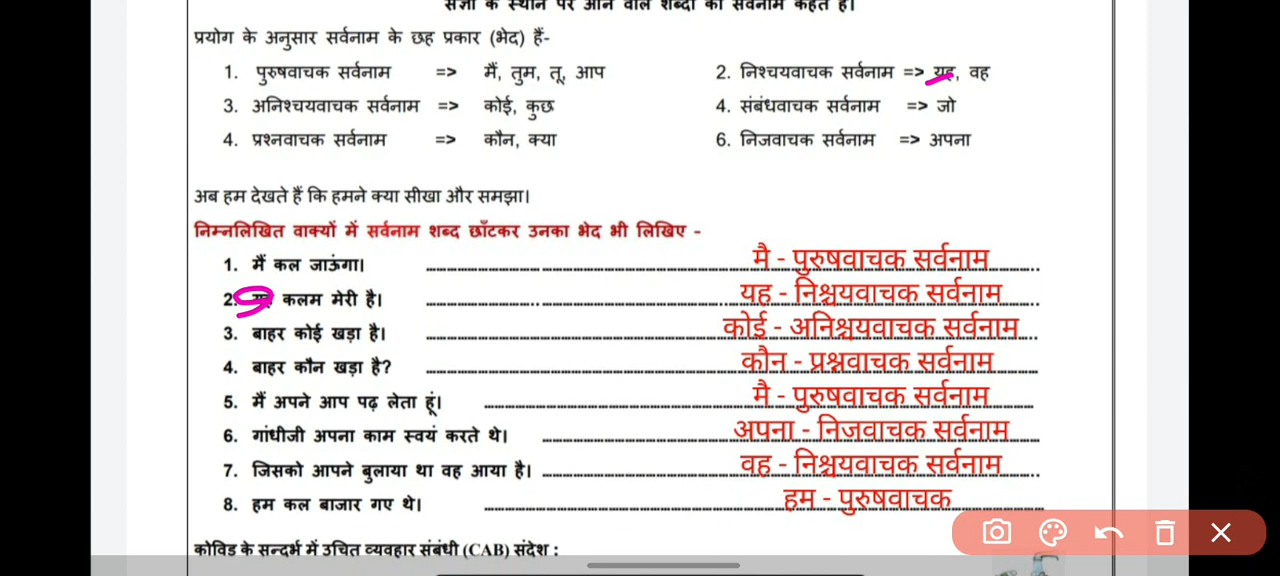 संज्ञा के स्थान पर आने वाले शब्दों को सर्वनाम कहते हैं।
प्रयोग के अनुसार सर्वनाम के छह प्रकार (भेद) हैं-
1. पुरुषवाचक सर्वनाम => मैं, तुम, तू, आप 2. निश्चयवाचक सर्वनाम => यह, वह
3. अनिश्चयवाचक सर्वनाम => कोई, कुछ 4. संबंधवाचक सर्वनाम => जो
4. प्रश्नवाचक सर्वनाम => कौन, क्या 6. निजवाचक सर्वनाम => अपना
अब हम देखते हैं कि हमने क्या सीखा और समझा।
निम्नलिखित वाक्यों में सर्वनाम शब्द छाँटकर उनका भेद भी लिखिए -
1. मैं कल जाऊंगा। मै - पुरुषवाचक सर्वनाम
2. यह कलम मेरी है। यह - निश्चयवाचक सर्वनाम
3. बाहर कोई खड़ा है। कोई - अनिश्चयवाचक सर्वनाम
4. बाहर कौन खड़ा है? कौन - प्रश्नवाचक सर्वनाम
5. मैं अपने आप पढ़ लेता हूं। मै - पुरुषवाचक सर्वनाम
6. गांधीजी अपना काम स्वयं करते थे। अपना - निजवाचक सर्वनाम
7. जिसको आपने बुलाया था वह आया है। वह - निश्चयवाचक सर्वनाम
8. हम कल बाजार गए थे। हम - पुरुषवाचक
कोविड के सन्दर्भ में उचित व्यवहार संबंधी (CAB) संदेश :